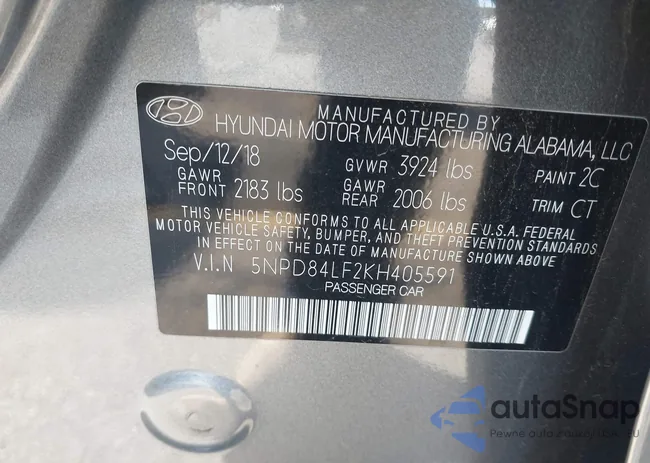 MANUFACTURED BY
HYUNDAI MOTOR MANUFACTURING ALABAMA, LLC
Sep/12/18 GVWR 3924 lbs PAINT 2C
GAWR FRONT 2183 lbs GAWR REAR 2006 lbs TRIM CT
THIS VEHICLE CONFORMS TO ALL APPLICABLE U.S.A. FEDERAL
MOTOR VEHICLE SAFETY, BUMPER, AND THEFT PREVENTION STANDARDS
IN EFFECT ON THE DATE OF MANUFACTURE SHOWN ABOVE.
V.I.N 5NPD84LF2KH405591
PASSENGER CAR
autoSnap
Pewne auta